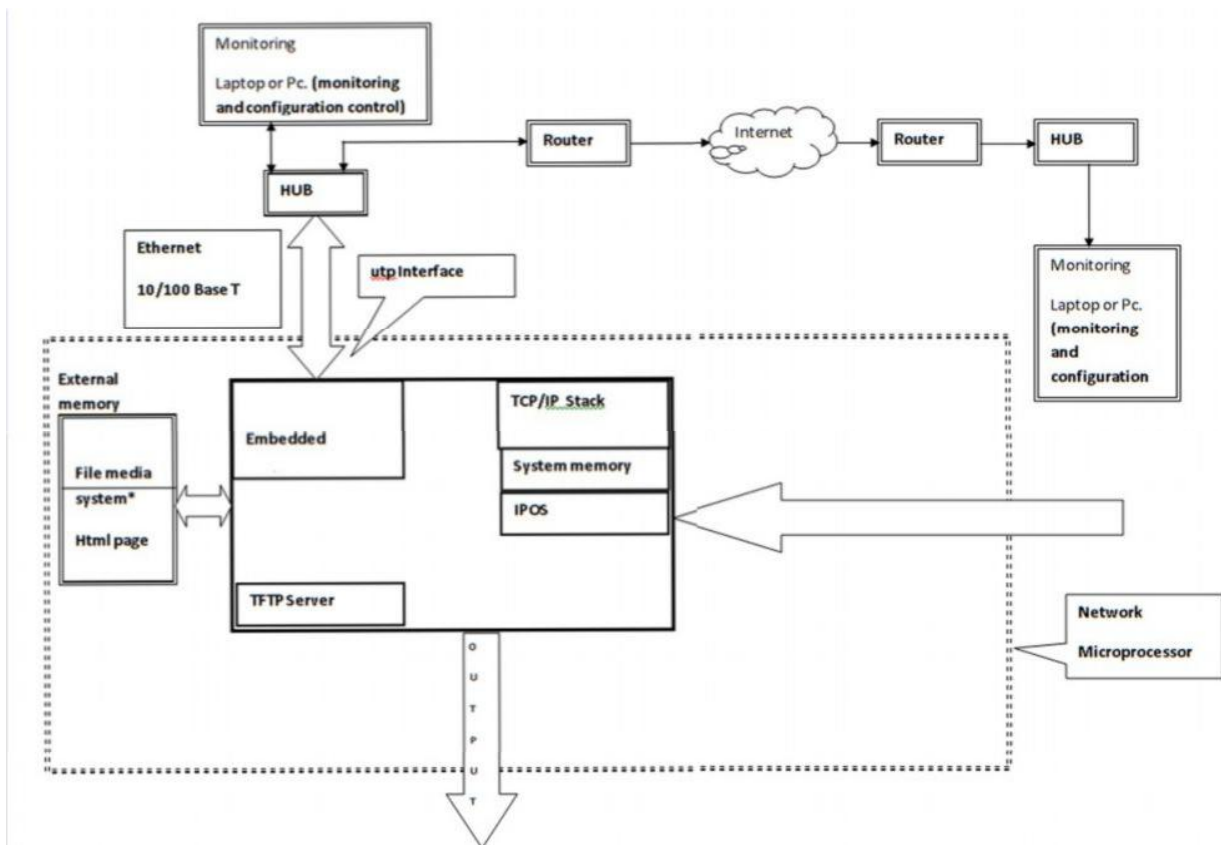 Monitoring
Laptop or Pc. (monitoring
and configuration control)
Router
Internet
Router
HUB
HUB
Ethernet
10/100 Base T
utp Interface
Monitoring
Laptop or Pc.
(monitoring
and
configuration
External
memory
File media
system*
Html page
Embedded
TCP/IP Stack
System memory
IPOS
TFTP Server
Network
Microprocessor
OUTPUT